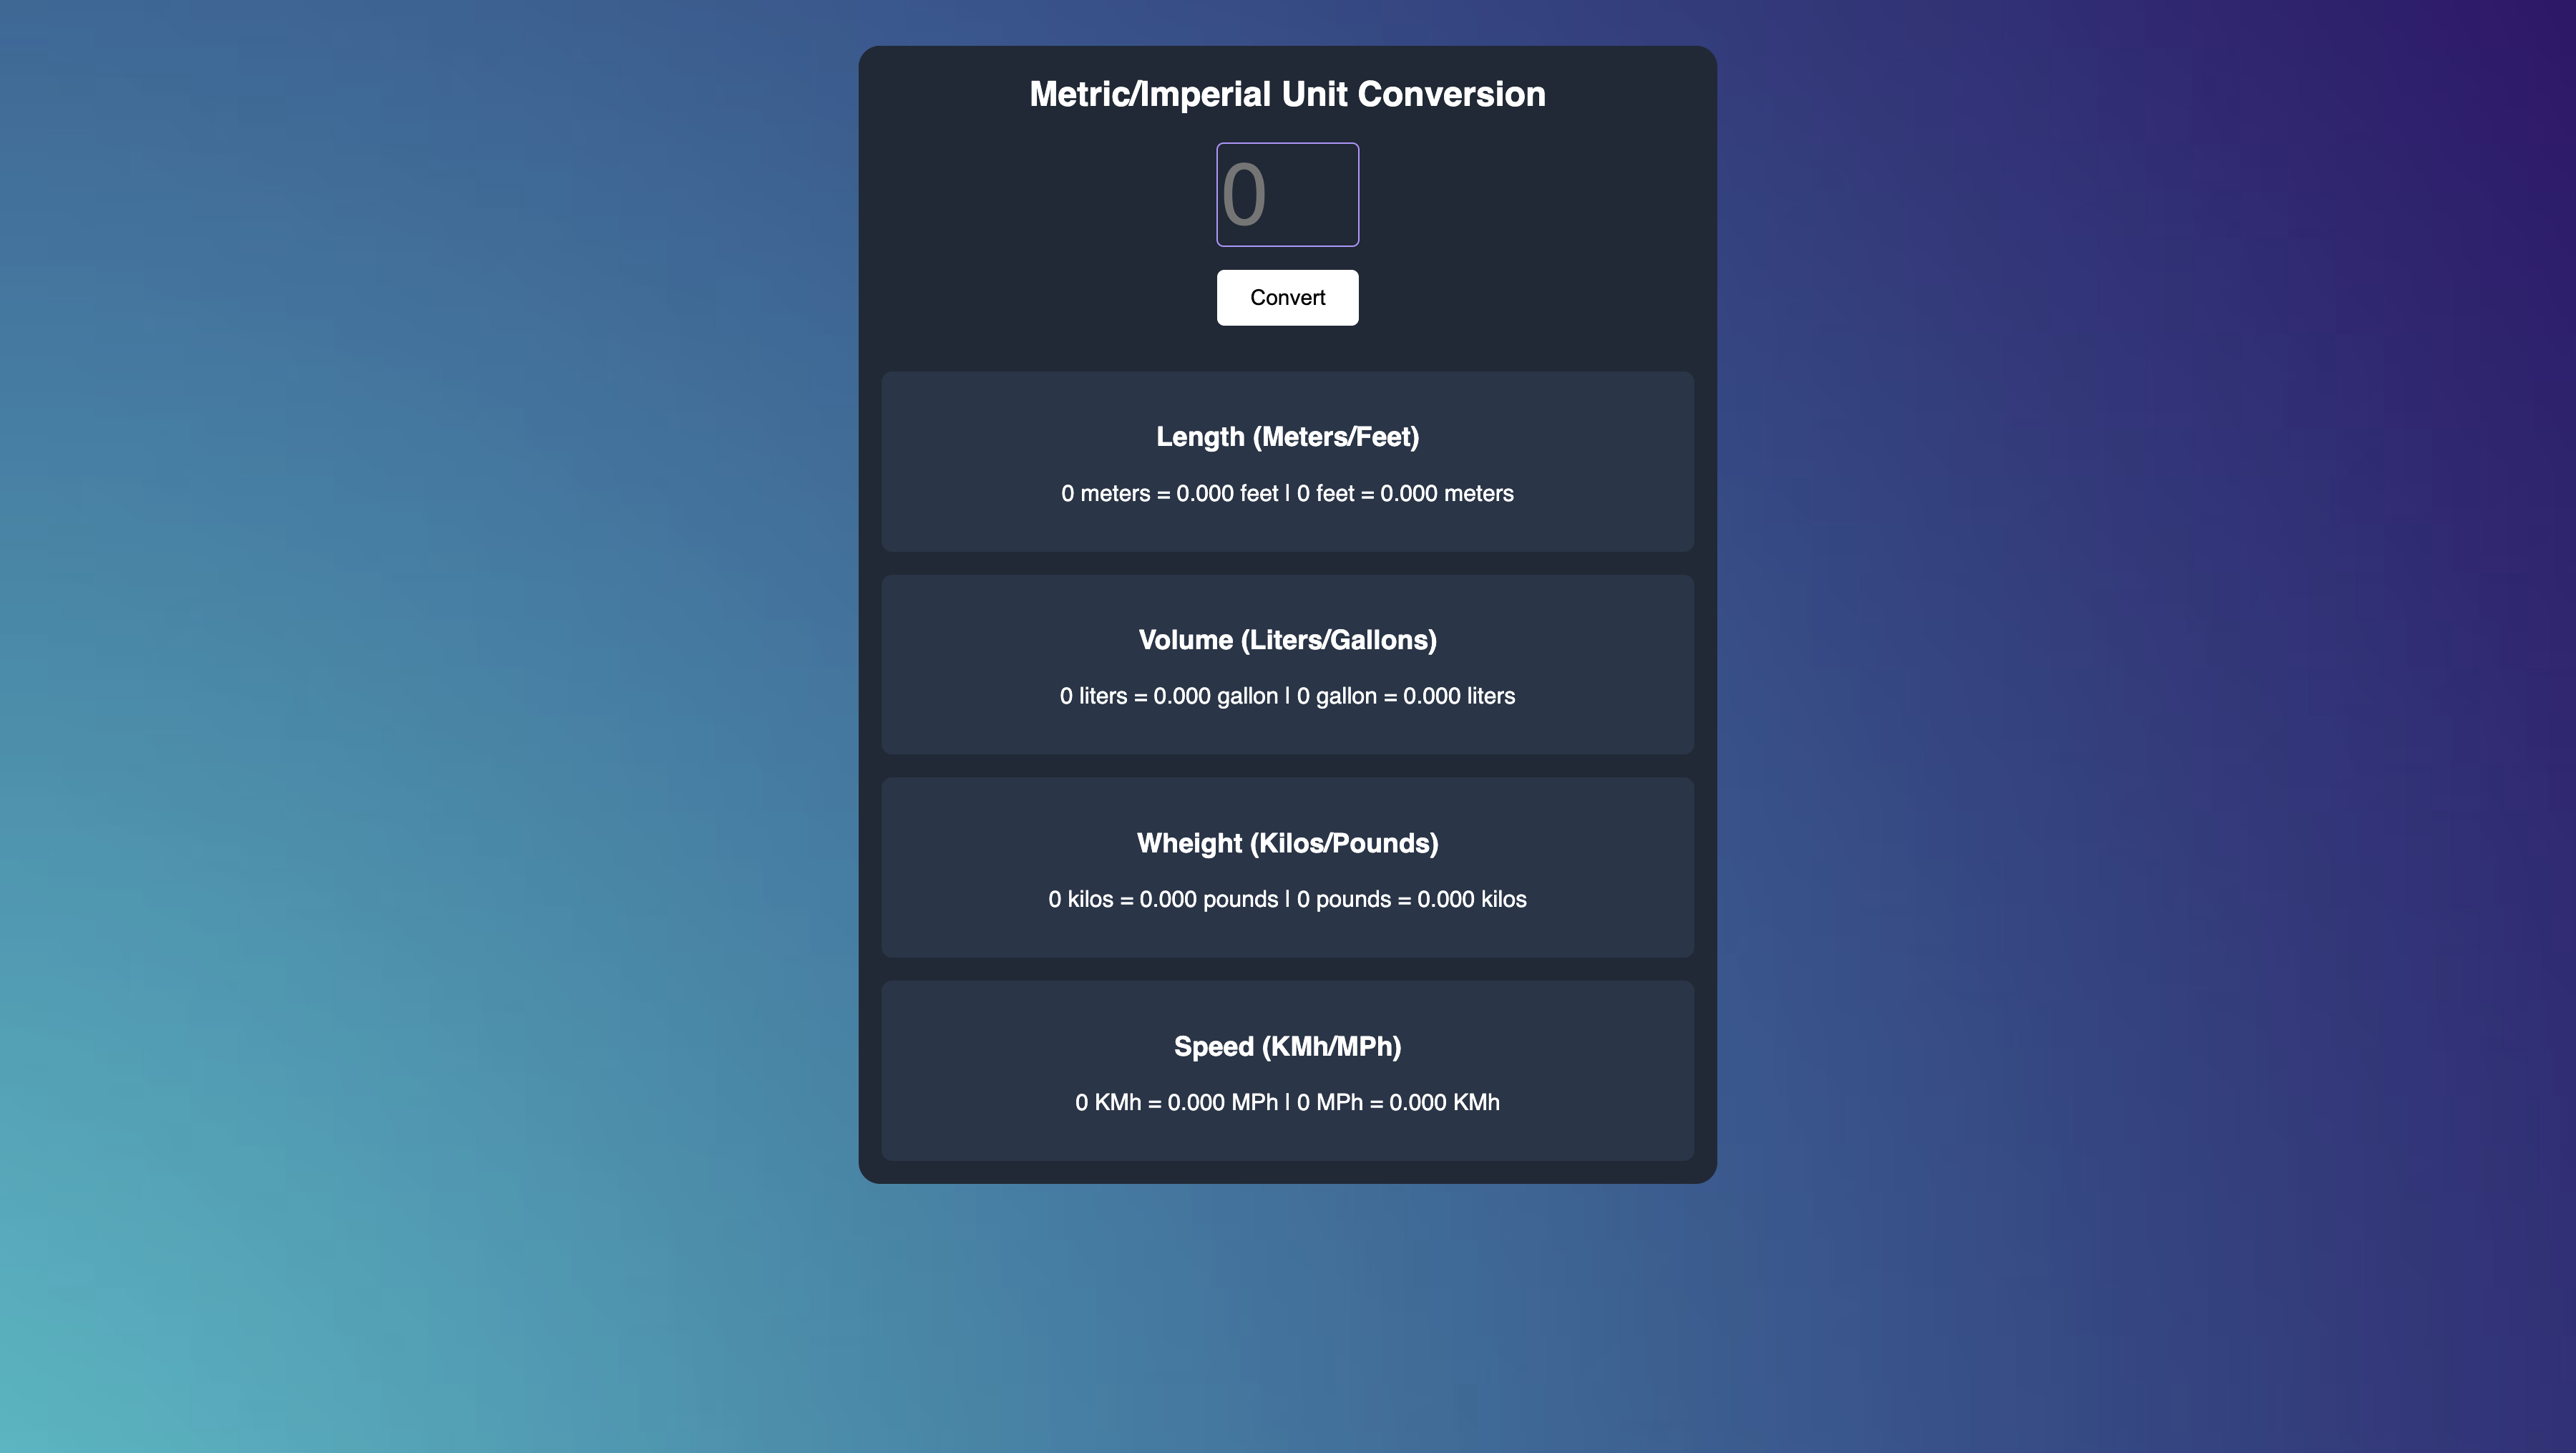 Metric/Imperial Unit Conversion
0
Convert
Length (Meters/Feet)
0 meters = 0.000 feet | 0 feet = 0.000 meters
Volume (Liters/Gallons)
0 liters = 0.000 gallon | 0 gallon = 0.000 liters
Wheight (Kilos/Pounds)
0 kilos = 0.000 pounds | 0 pounds = 0.000 kilos
Speed (KMh/MPh)
0 KMh = 0.000 MPh | 0 MPh = 0.000 KMh